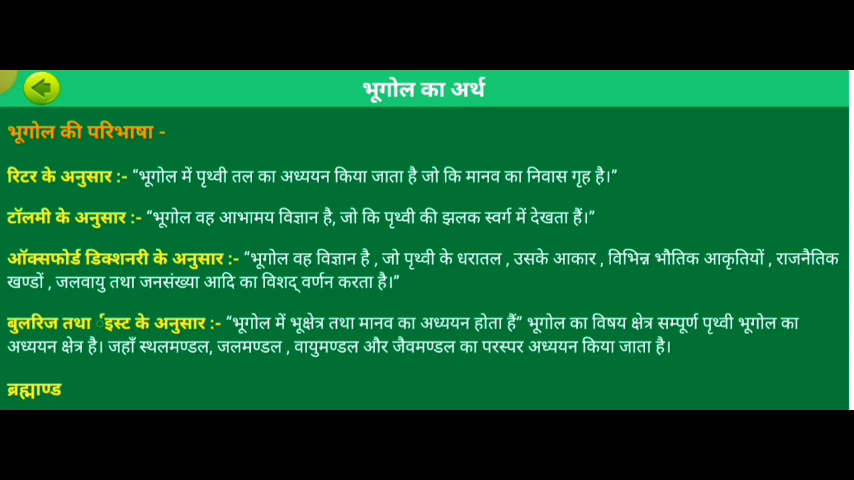 भूगोल का अर्थ
भूगोल की परिभाषा -
रिटर के अनुसार :- “भूगोल में पृथ्वी तल का अध्ययन किया जाता है जो कि मानव का निवास गृह है।”
टॉलमी के अनुसार :- “भूगोल वह आभामय विज्ञान है, जो कि पृथ्वी की झलक स्वर्ग में देखता हैं।”
ऑक्सफोर्ड डिक्शनरी के अनुसार :- “भूगोल वह विज्ञान है , जो पृथ्वी के धरातल , उसके आकार , विभिन्न भौतिक आकृतियों , राजनैतिक
खण्डों , जलवायु तथा जनसंख्या आदि का विशद् वर्णन करता है।”
बुलरिज तथा र्इस्ट के अनुसार :- “भूगोल में भूक्षेत्र तथा मानव का अध्ययन होता हैं” भूगोल का विषय क्षेत्र सम्पूर्ण पृथ्वी भूगोल का
अध्ययन क्षेत्र है। जहाँ स्थलमण्डल, जलमण्डल , वायुमण्डल और जैवमण्डल का परस्पर अध्ययन किया जाता है।
ब्रह्माण्ड